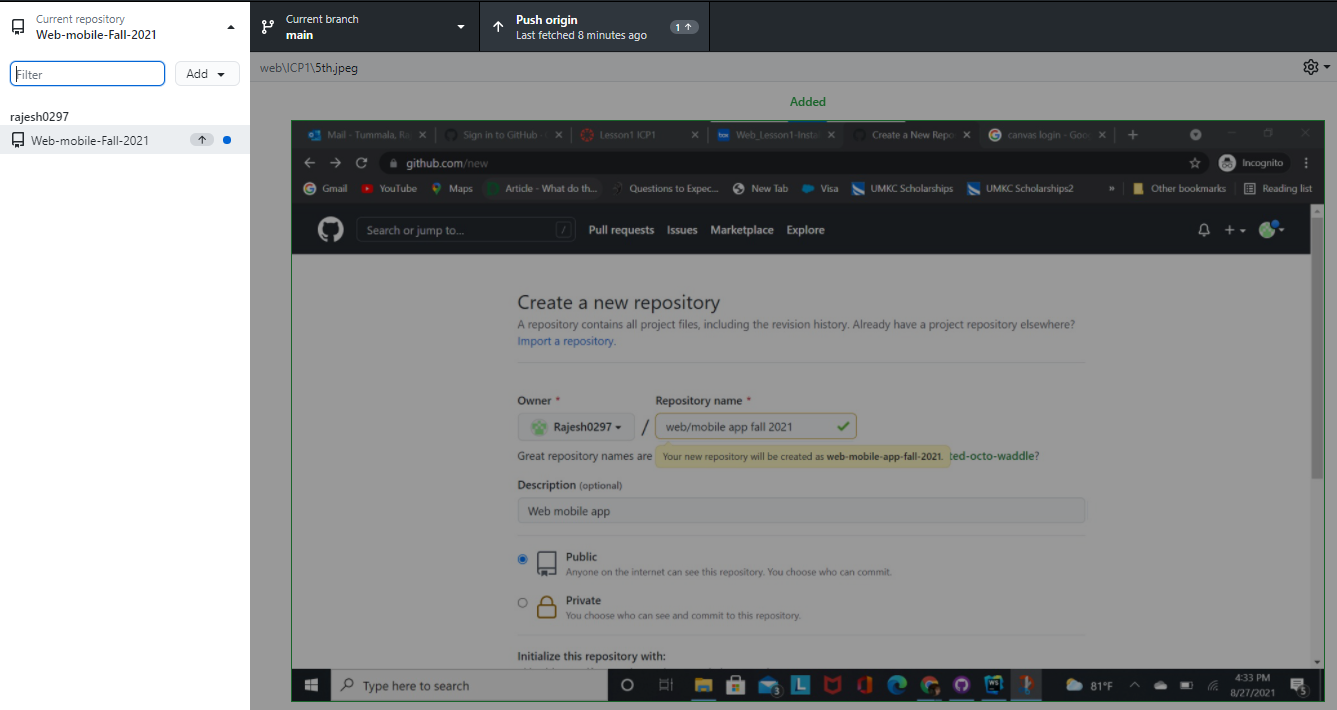 Current repository
Web-mobile-Fall-2021
Current branch
main
Push origin
Last fetched 8 minutes ago
1
Filter
Add
web\ICP1\5th.jpeg
rajesh0297
Web-mobile-Fall-2021
Added
Mail - Tummala, Ra
Sign in to GitHub
Lesson1 ICP1
Web_Lesson1-Insta
Create a New Repo
canvas login - Goo
github.com/new
Incognito
Gmail
YouTube
Maps
Article - What do th...
Questions to Expec...
New Tab
Visa
UMKC Scholarships
UMKC Scholarships2
»
Other bookmarks
Reading list
Search or jump to...
/
Pull requests
Issues
Marketplace
Explore
Create a new repository
A repository contains all project files, including the revision history. Already have a project repository elsewhere?
Import a repository.
Owner *
Repository name *
Rajesh0297
/
web/mobile app fall 2021
Great repository names are
Your new repository will be created as web-mobile-app-fall-2021.
ted-octo-waddle?
Description (optional)
Web mobile app
Public
Anyone on the internet can see this repository. You choose who can commit.
Private
You choose who can see and commit to this repository.
Initialize this repository with:
Type here to search
3
L
WS
81°F
4:33 PM
8/27/2021
5